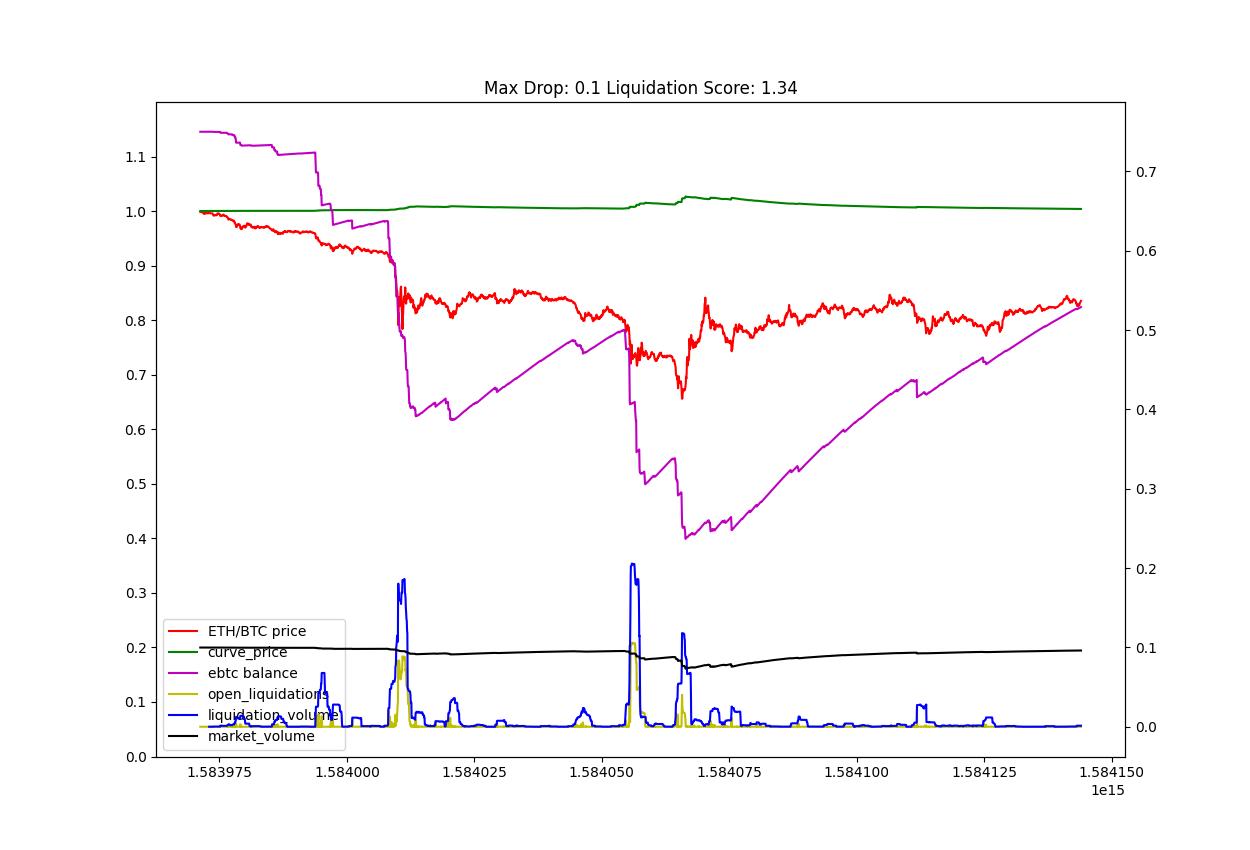 Max Drop: 0.1 Liquidation Score: 1.34
1.1
1.0
0.9
0.8
0.7
0.6
0.5
0.4
0.3
0.2
0.1
0.0
0.7
0.6
0.5
0.4
0.3
0.2
0.1
0.0
ETH/BTC price
curve_price
ebtc balance
open_liquidations
liquidation_volume
market_volume
1.583975 1.584000 1.584025 1.584050 1.584075 1.584100 1.584125 1.584150
1e15